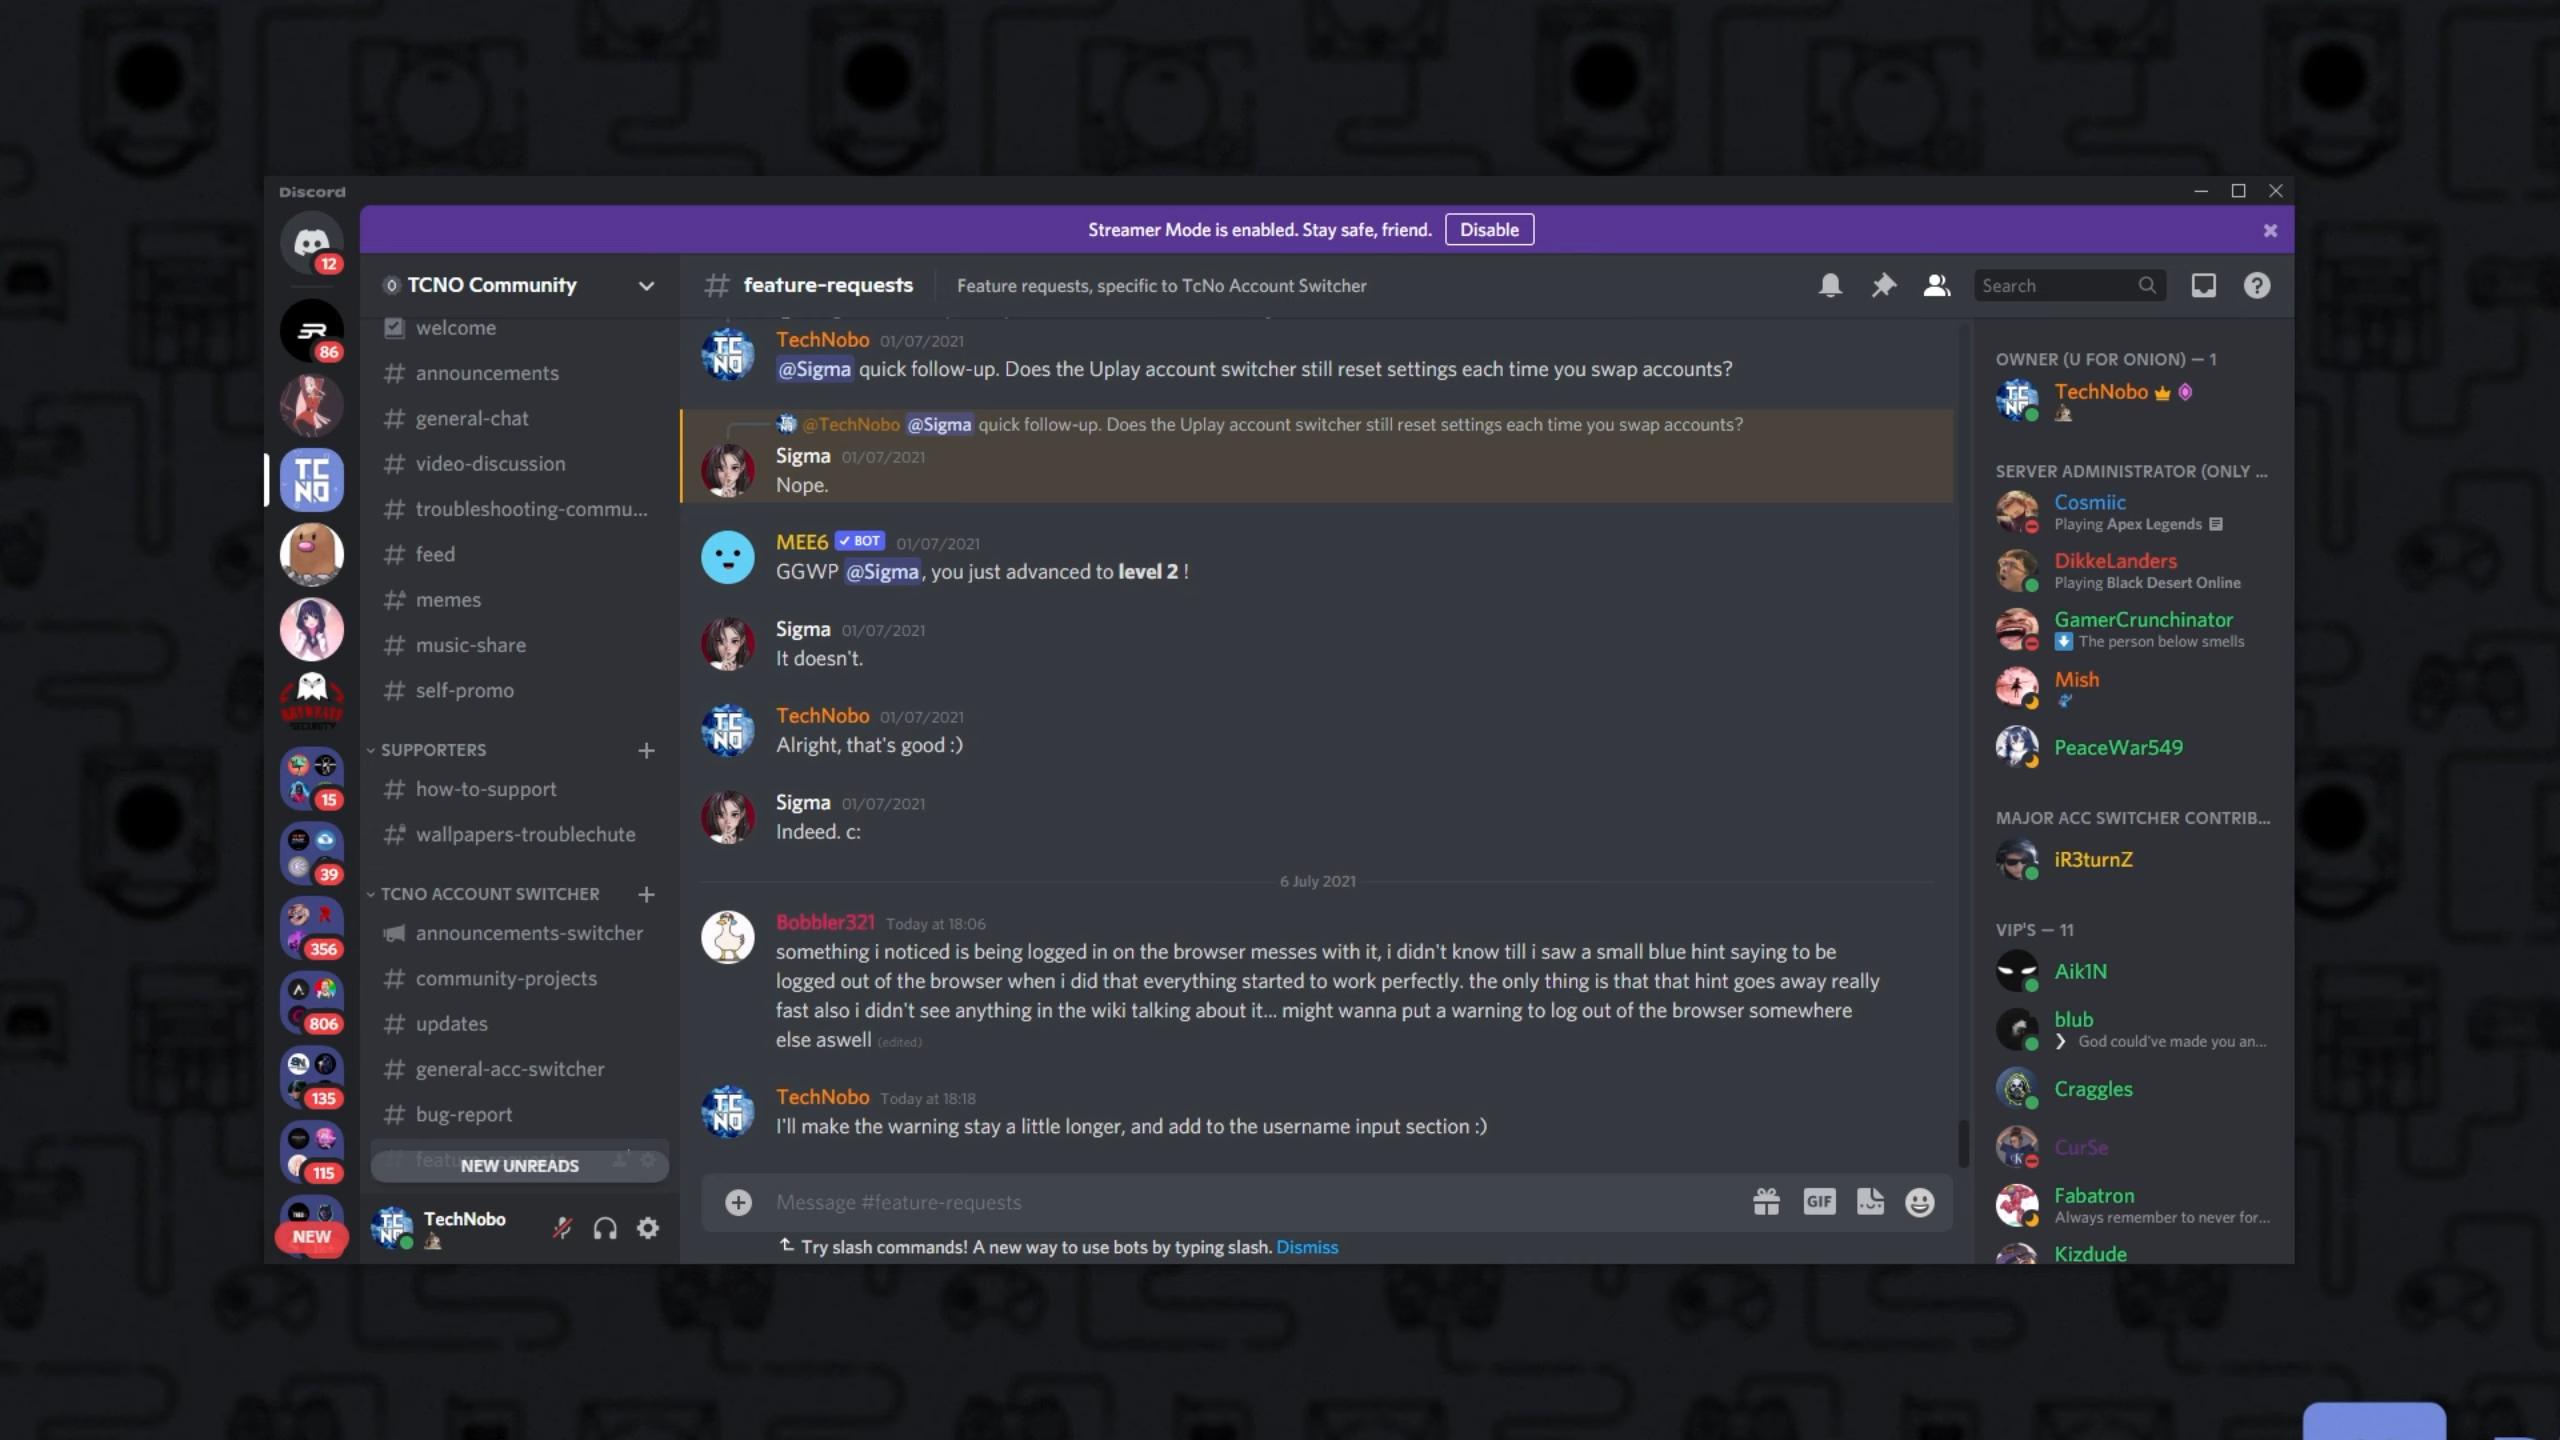 Discord
Streamer Mode is enabled. Stay safe, friend. Disable
12
86
15
39
356
806
135
115
NEW
TCNO Community
welcome
announcements
general-chat
video-discussion
troubleshooting-commu...
feed
memes
music-share
self-promo
SUPPORTERS
how-to-support
wallpapers-troublechute
TCNO ACCOUNT SWITCHER
announcements-switcher
community-projects
updates
general-acc-switcher
bug-report
NEW UNREADS
TechNobo
feature-requests Feature requests, specific to TcNo Account Switcher
Search
TechNobo 01/07/2021
@Sigma quick follow-up. Does the Uplay account switcher still reset settings each time you swap accounts?
@TechNobo @Sigma quick follow-up. Does the Uplay account switcher still reset settings each time you swap accounts?
Sigma 01/07/2021
Nope.
MEE6 BOT 01/07/2021
GGWP @Sigma, you just advanced to level 2 !
Sigma 01/07/2021
It doesn't.
TechNobo 01/07/2021
Alright, that's good :)
Sigma 01/07/2021
Indeed. c:
6 July 2021
Bobbler321 Today at 18:06
something i noticed is being logged in on the browser messes with it, i didn't know till i saw a small blue hint saying to be
logged out of the browser when i did that everything started to work perfectly. the only thing is that that hint goes away really
fast also i didn't see anything in the wiki talking about it... might wanna put a warning to log out of the browser somewhere
else aswell (edited)
TechNobo Today at 18:18
I'll make the warning stay a little longer, and add to the username input section :)
Message #feature-requests
GIF
Try slash commands! A new way to use bots by typing slash. Dismiss
OWNER (U FOR ONION) — 1
TechNobo
SERVER ADMINISTRATOR (ONLY ...
Cosmiic
Playing Apex Legends
DikkeLanders
Playing Black Desert Online
GamerCrunchinator
The person below smells
Mish
PeaceWar549
MAJOR ACC SWITCHER CONTRIB...
iR3turnZ
VIP'S — 11
Aik1N
blub
God could've made you an...
Craggles
CurSe
Fabatron
Always remember to never for...
Kizdude